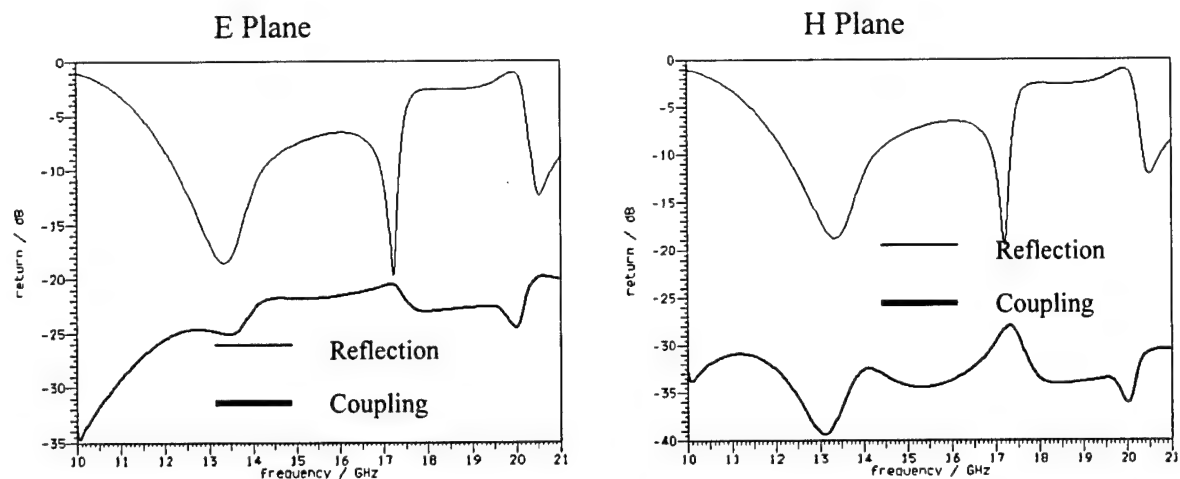 E Plane
0
-5
-10
-15
-20
-25
-30
-35
return / dB
Reflection
Coupling
10 11 12 13 14 15 16 17 18 19 20 21
frequency / GHz
H Plane
0
-5
-10
-15
-20
-25
-30
-35
-40
return / dB
Reflection
Coupling
10 11 12 13 14 15 16 17 18 19 20 21
frequency / GHz